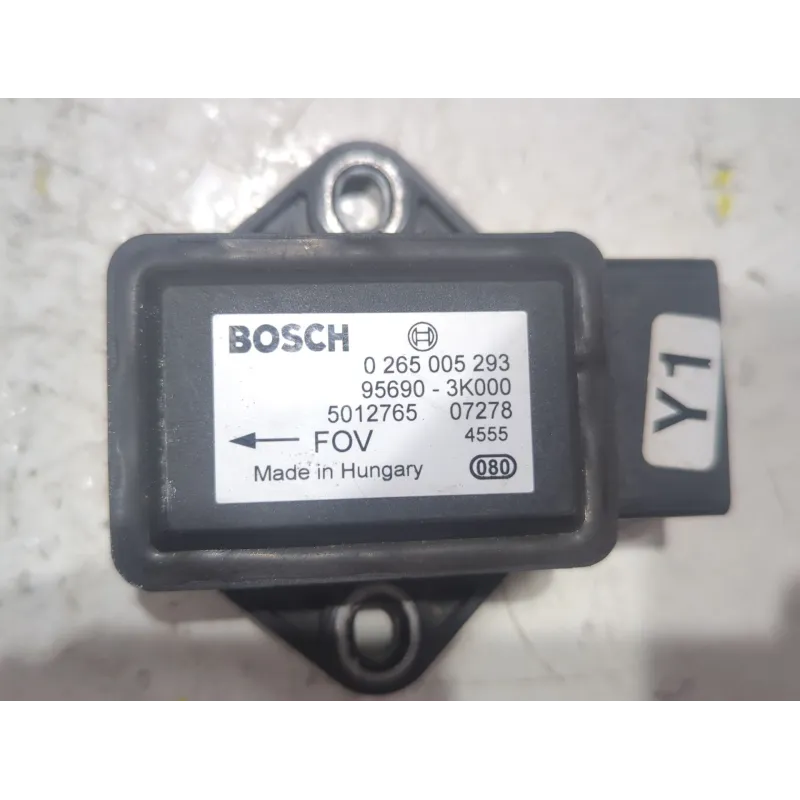 BOSCH
0 265 005 293
95690 - 3K000
5012765 07278
FOV 4555
Made in Hungary 080
Y1